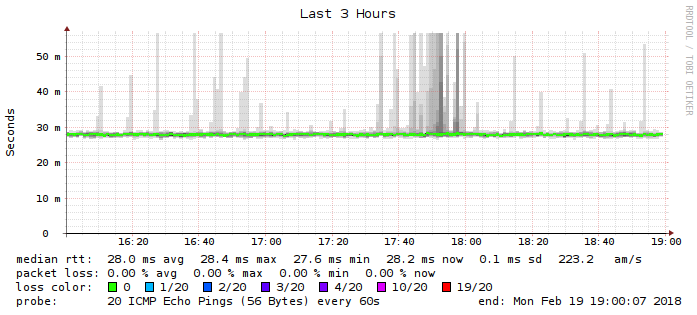 Last 3 Hours
RRDTOOL / TOBI OETIKER
Seconds
50 m
40 m
30 m
20 m
10 m
0
16:20 16:40 17:00 17:20 17:40 18:00 18:20 18:40 19:00
median rtt: 28.0 ms avg 28.4 ms max 27.6 ms min 28.2 ms now 0.1 ms sd 223.2 am/s
packet loss: 0.00 % avg 0.00 % max 0.00 % min 0.00 % now
loss color: 0 1/20 2/20 3/20 4/20 10/20 19/20
probe: 20 ICMP Echo Pings (56 Bytes) every 60s end: Mon Feb 19 19:00:07 2018